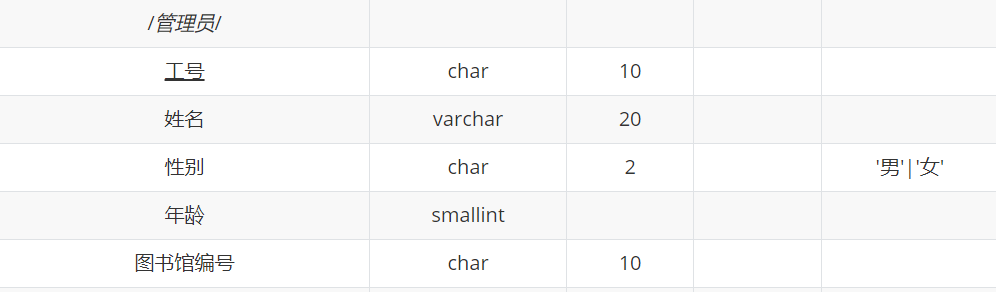 /管理员/
工号 char 10
姓名 varchar 20
性别 char 2 '男'|'女'
年龄 smallint
图书馆编号 char 10